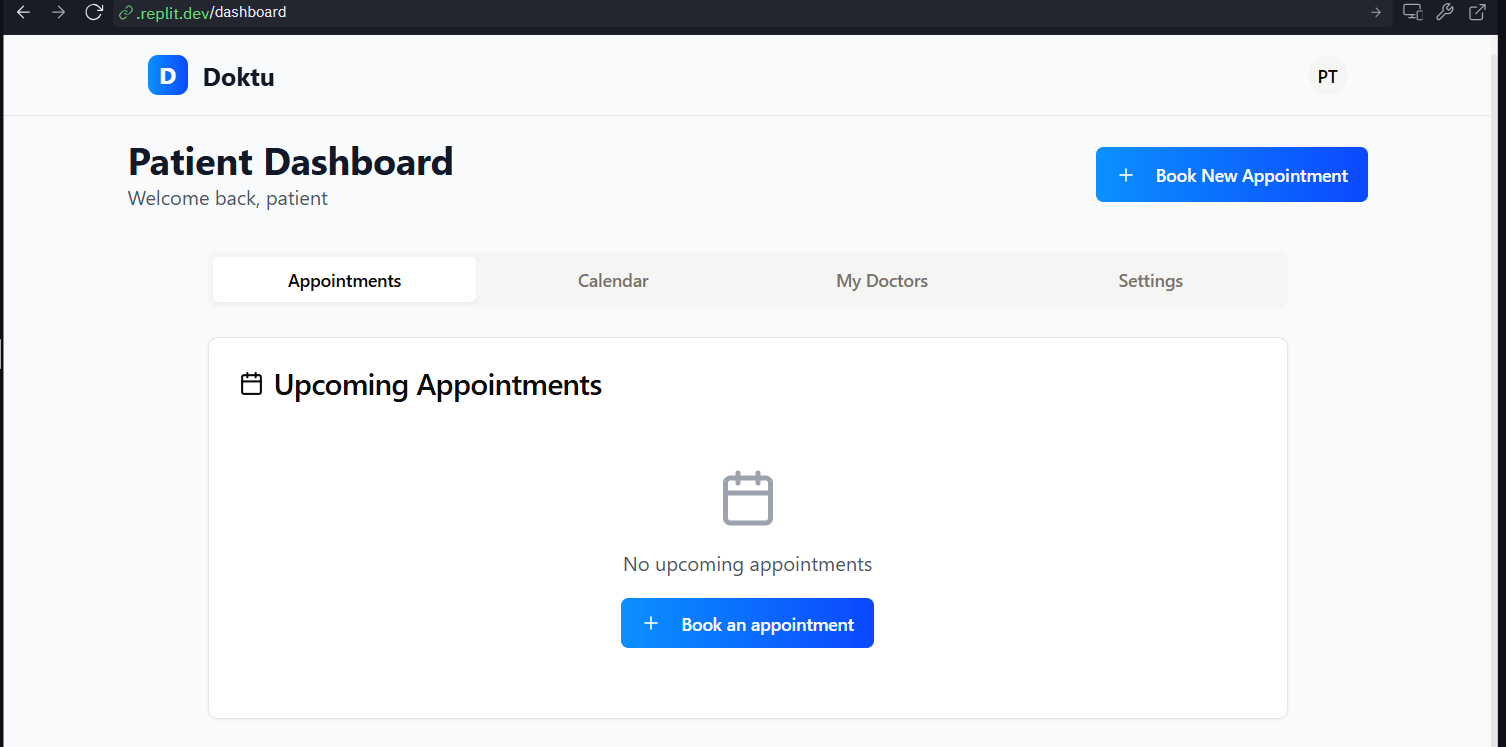 .replit.dev/dashboard
D Doktu
PT
Patient Dashboard
Welcome back, patient
+ Book New Appointment
Appointments Calendar My Doctors Settings
Upcoming Appointments
No upcoming appointments
+ Book an appointment